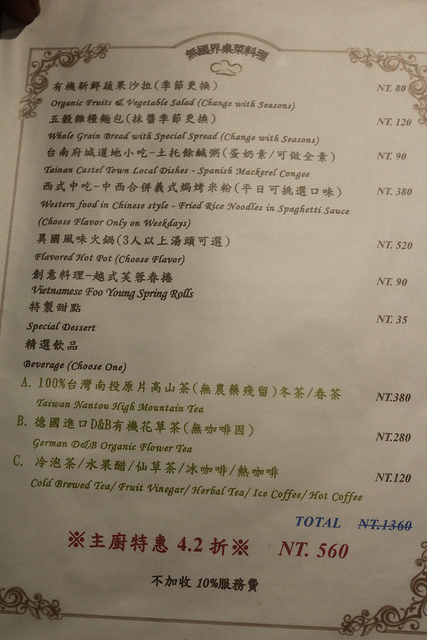 無國界桌菜料理
有機新鮮蔬果沙拉(季節更換) NT. 80
Organic Fruits & Vegetable Salad (Change with Seasons)
五穀雜糧麵包(抹醬季節更換) NT. 120
Whole Grain Bread with Special Spread (Change with Seasons)
台南府城道地小吃-土托餘鹹粥(蛋奶素/可做全素) NT. 90
Tainan Castel Town Local Dishes - Spanish Mackerel Congee
西式中吃-中西合併義式焗烤米粉(平日可挑選口味) NT. 380
Western food in Chinese style - Fried Rice Noodles in Spaghetti Sauce
(Choose Flavor Only on Weekdays)
異國風味火鍋(3人以上湯頭可選) NT. 520
Flavored Hot Pot (Choose Flavor)
創意料理-越式芙蓉春捲 NT. 90
Vietnamese Foo Young Spring Rolls
特製甜點 NT. 35
Special Dessert
精選飲品
Beverage (Choose One)
A. 100%台灣南投原片高山茶(無農藥殘留)冬茶/春茶 NT.380
Taiwan Nantou High Mountain Tea
B. 德國進口D&B有機花草茶(無咖啡因) NT.280
German D&B Organic Flower Tea
C. 冷泡茶/水果醋/仙草茶/冰咖啡/熱咖啡 NT.120
Cold Brewed Tea/ Fruit Vinegar/ Herbal Tea/ Ice Coffee/ Hot Coffee
TOTAL NT.1360
※主廚特惠 4.2 折※ NT. 560
不加收 10%服務費